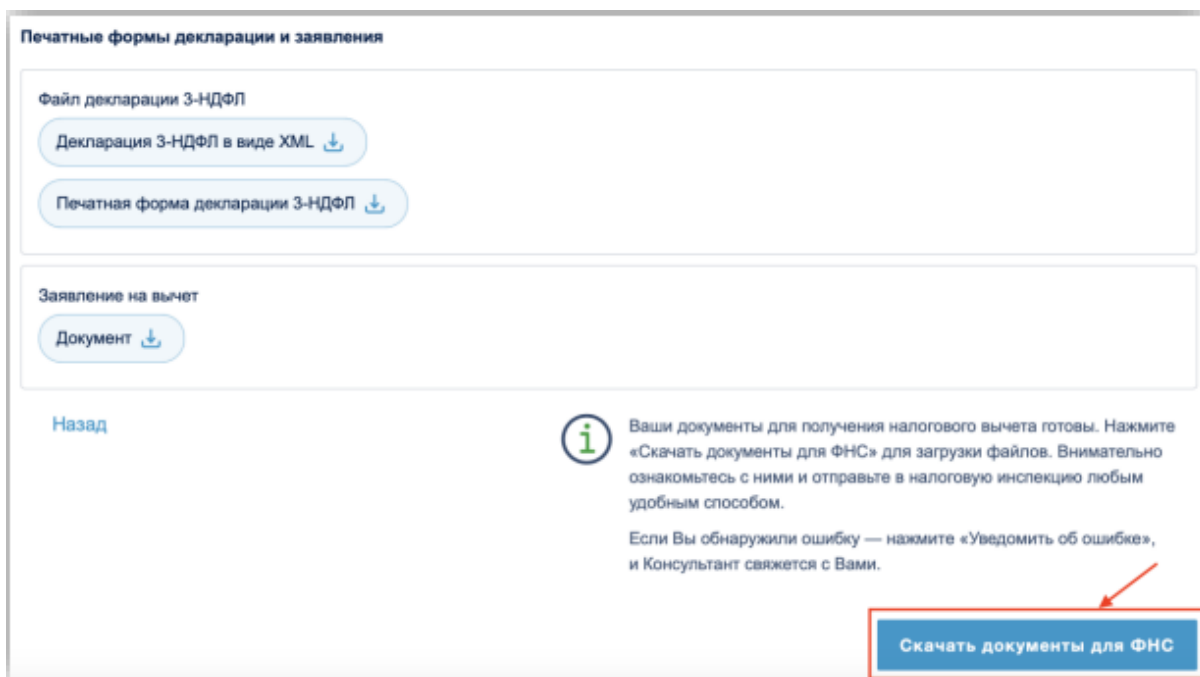 Печатные формы декларации и заявления
Файл декларации 3-НДФЛ
Декларация 3-НДФЛ в виде XML
Печатная форма декларации 3-НДФЛ
Заявление на вычет
Документ
Назад
Ваши документы для получения налогового вычета готовы. Нажмите
«Скачать документы для ФНС» для загрузки файлов. Внимательно
ознакомьтесь с ними и отправьте в налоговую инспекцию любым
удобным способом.
Если Вы обнаружили ошибку — нажмите «Уведомить об ошибке»,
и Консультант свяжется с Вами.
Скачать документы для ФНС